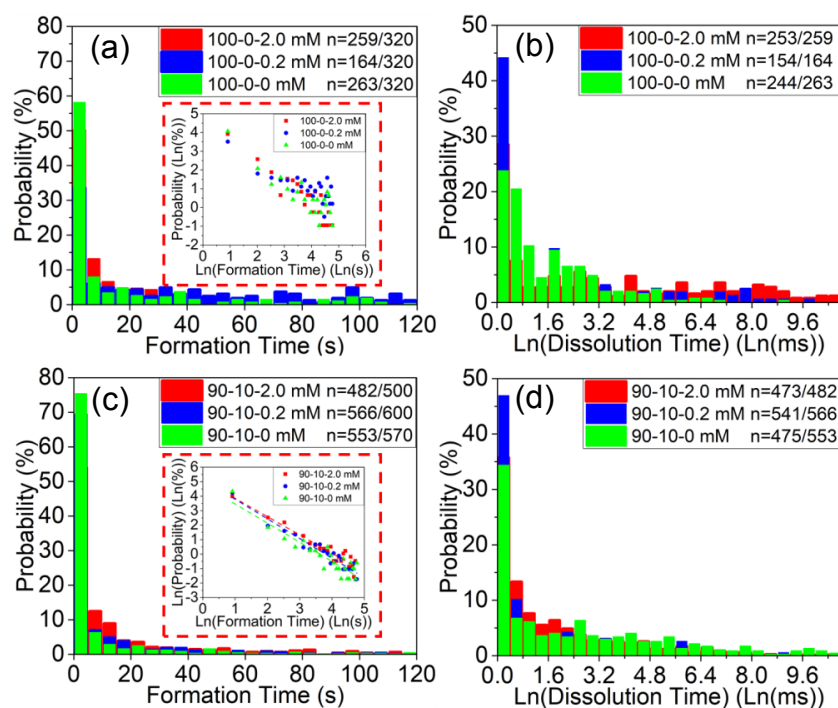 (a)
100-0-2.0 mM n=259/320
100-0-0.2 mM n=164/320
100-0-0 mM n=263/320
Probability (%)
80
70
60
50
40
30
20
10
0
0 20 40 60 80 100 120
Formation Time (s)
100-0-2.0 mM
100-0-0.2 mM
100-0-0 mM
Probability (Ln(%))
5
4
3
2
1
0
-1
-2
0 1 2 3 4 5 6
Ln(Formation Time) (Ln(s))
(b)
100-0-2.0 mM n=253/259
100-0-0.2 mM n=154/164
100-0-0 mM n=244/263
Probability (%)
50
40
30
20
10
0
0.0 1.6 3.2 4.8 6.4 8.0 9.6
Ln(Dissolution Time) (Ln(ms))
(c)
90-10-2.0 mM n=482/500
90-10-0.2 mM n=566/600
90-10-0 mM n=553/570
Probability (%)
80
70
60
50
40
30
20
10
0
0 20 40 60 80 100 120
Formation Time (s)
90-10-2.0 mM
90-10-0.2 mM
90-10-0 mM
Ln(Probability) (Ln(%))
6
5
4
3
2
1
0
-1
-2
-3
0 1 2 3 4 5
Ln(Formation Time) (Ln(s))
(d)
90-10-2.0 mM n=473/482
90-10-0.2 mM n=541/566
90-10-0 mM n=475/553
Probability (%)
50
40
30
20
10
0
0.0 1.6 3.2 4.8 6.4 8.0 9.6
Ln(Dissolution Time) (Ln(ms))